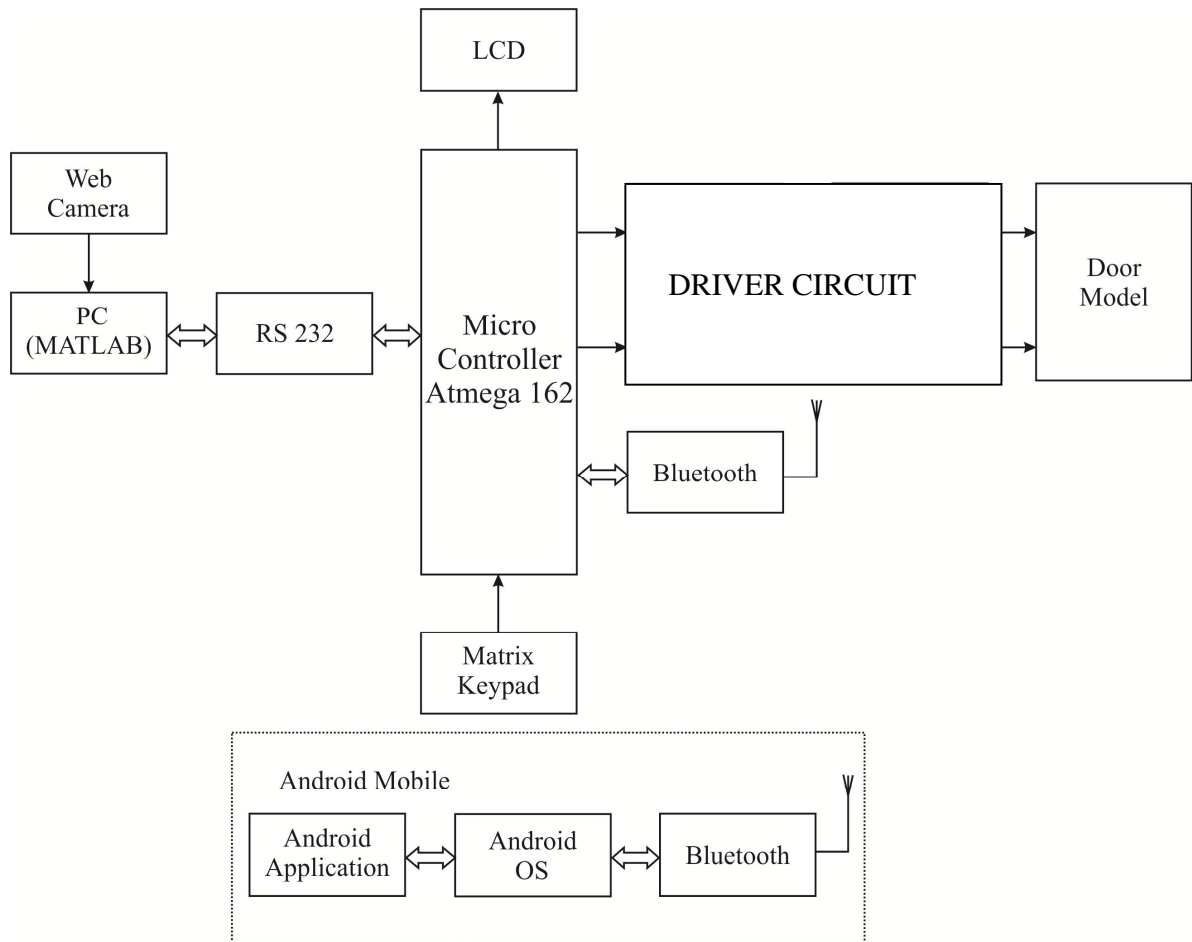 LCD
Web
Camera
PC
(MATLAB)
RS 232
Micro
Controller
Atmega 162
DRIVER CIRCUIT
Door
Model
Bluetooth
Matrix
Keypad
Android Mobile
Android
Application
Android
OS
Bluetooth